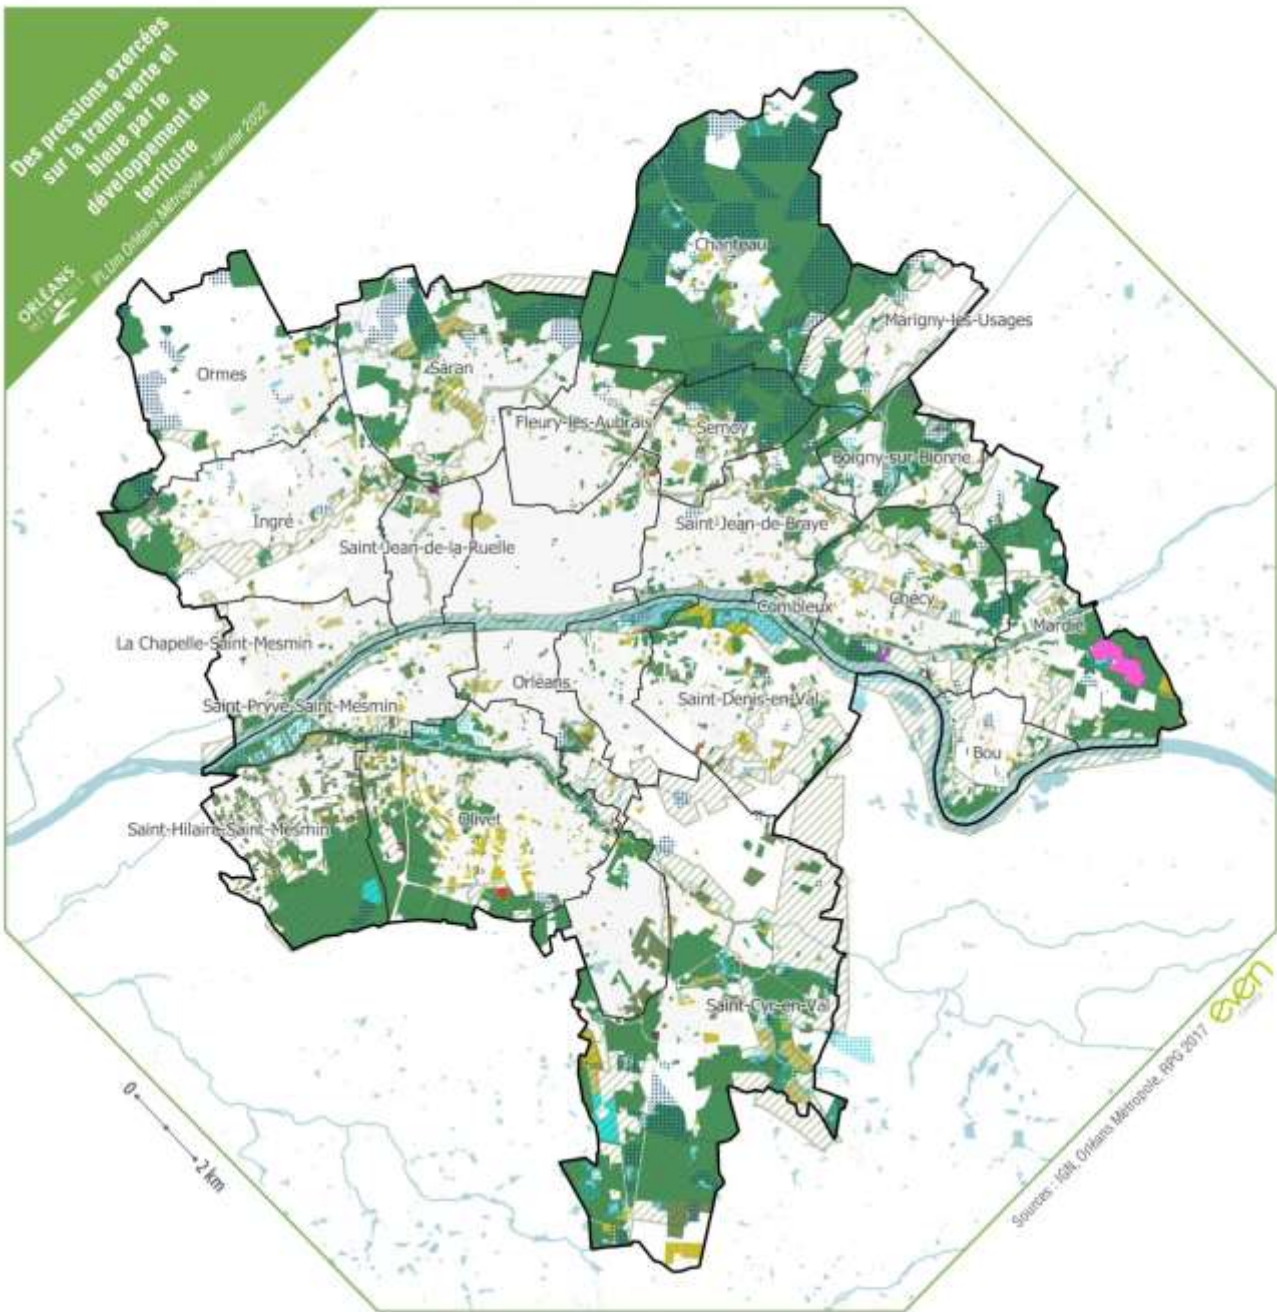 Des pressions exercées
sur la trame verte et
bleue par le
développement du
territoire
PLUm Orléans Métropole - Janvier 2022
ORLÉANS
Chanteau
Marigny-les-Usages
Ormes
Saran
Fleury-les-Aubrais
Semoy
Boigny-sur-Bionne
Ingré
Saint-Jean-de-Braye
Saint-Jean-de-la-Ruelle
Combleux
Chécy
Mardié
La Chapelle-Saint-Mesmin
Orléans
Saint-Pryvé-Saint-Mesmin
Saint-Denis-en-Val
Bou
Saint-Hilaire-Saint-Mesmin
Olivet
Saint-Cyr-en-Val
0
2 km
Sources : IGN, Orléans Métropole, RPG 2017
even